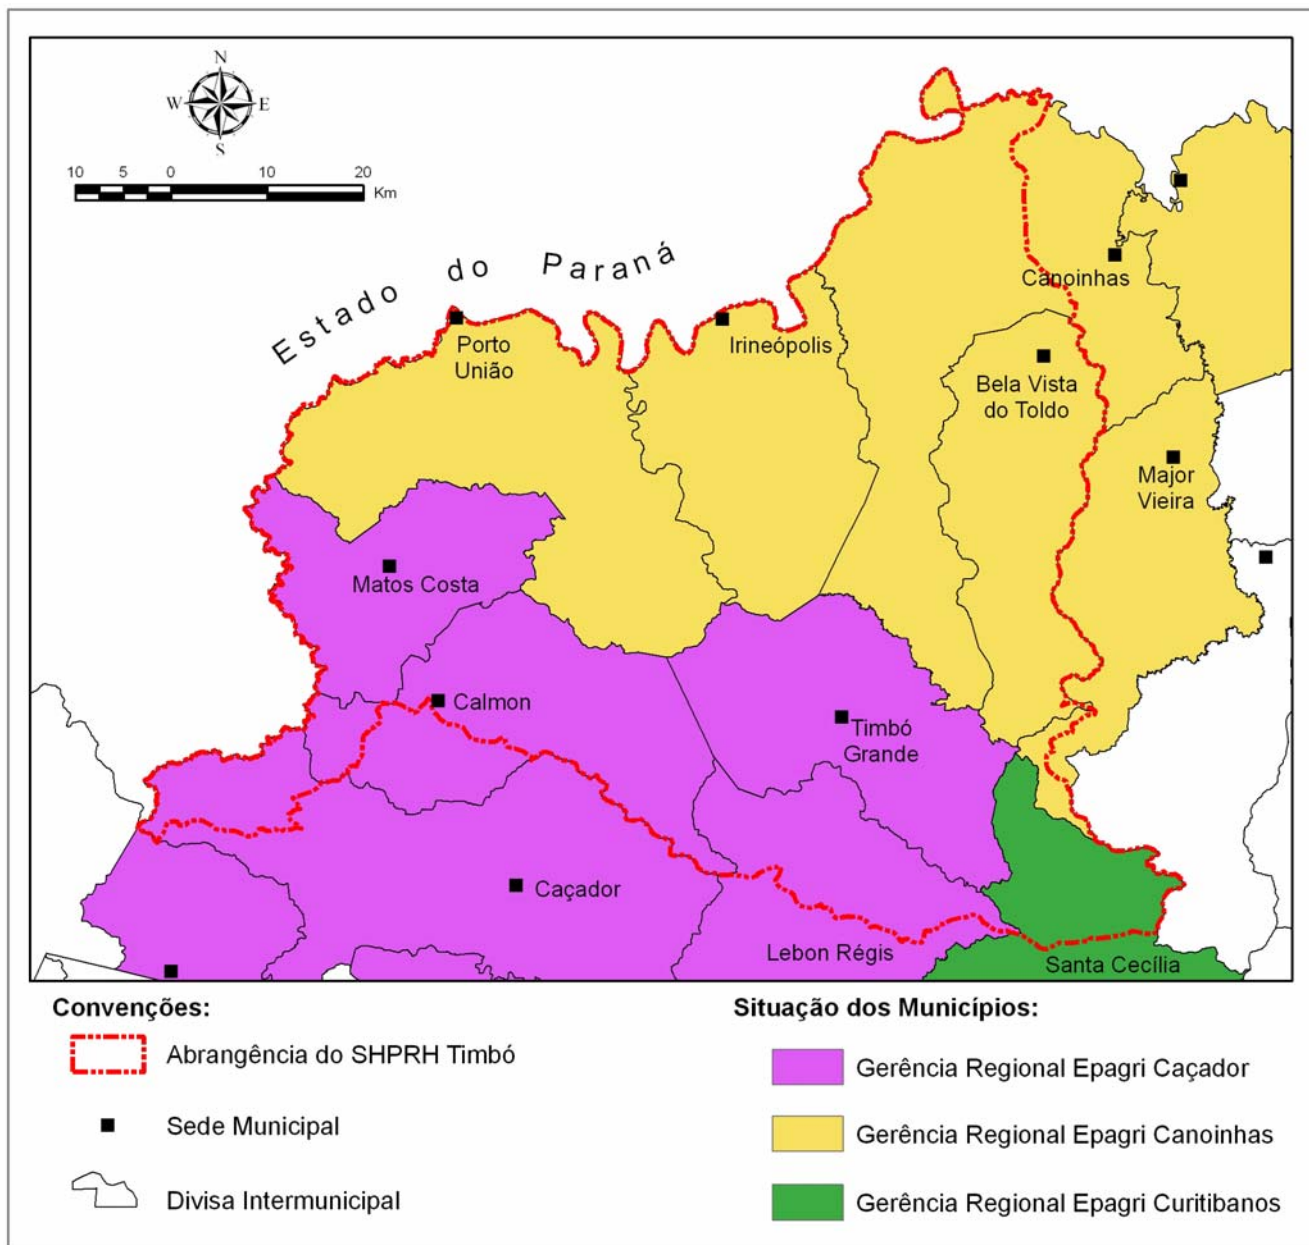 N
W E
S
10 5 0 10 20
Km
Estado do Paraná
Canoinhas
Porto
União
Irineópolis
Bela Vista
do Toldo
Major
Vieira
Matos Costa
Calmon
Timbó
Grande
Caçador
Lebon Régis
Santa Cecília
Convenções:
Abrangência do SHPRH Timbó
Sede Municipal
Divisa Intermunicipal
Situação dos Municípios:
Gerência Regional Epagri Caçador
Gerência Regional Epagri Canoinhas
Gerência Regional Epagri Curitibanos